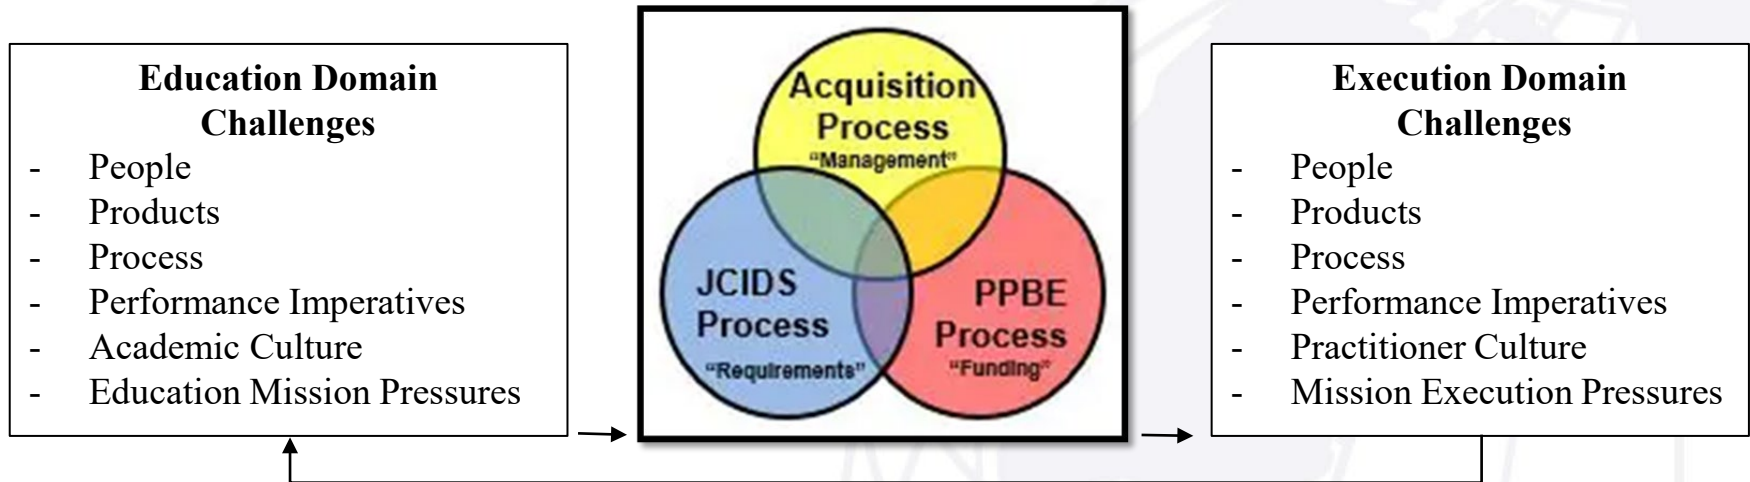 Education Domain
Challenges
- People
- Products
- Process
- Performance Imperatives
- Academic Culture
- Education Mission Pressures
Acquisition
Process
"Management"
JCIDS
Process
"Requirements"
PPBE
Process
"Funding"
Execution Domain
Challenges
- People
- Products
- Process
- Performance Imperatives
- Practitioner Culture
- Mission Execution Pressures